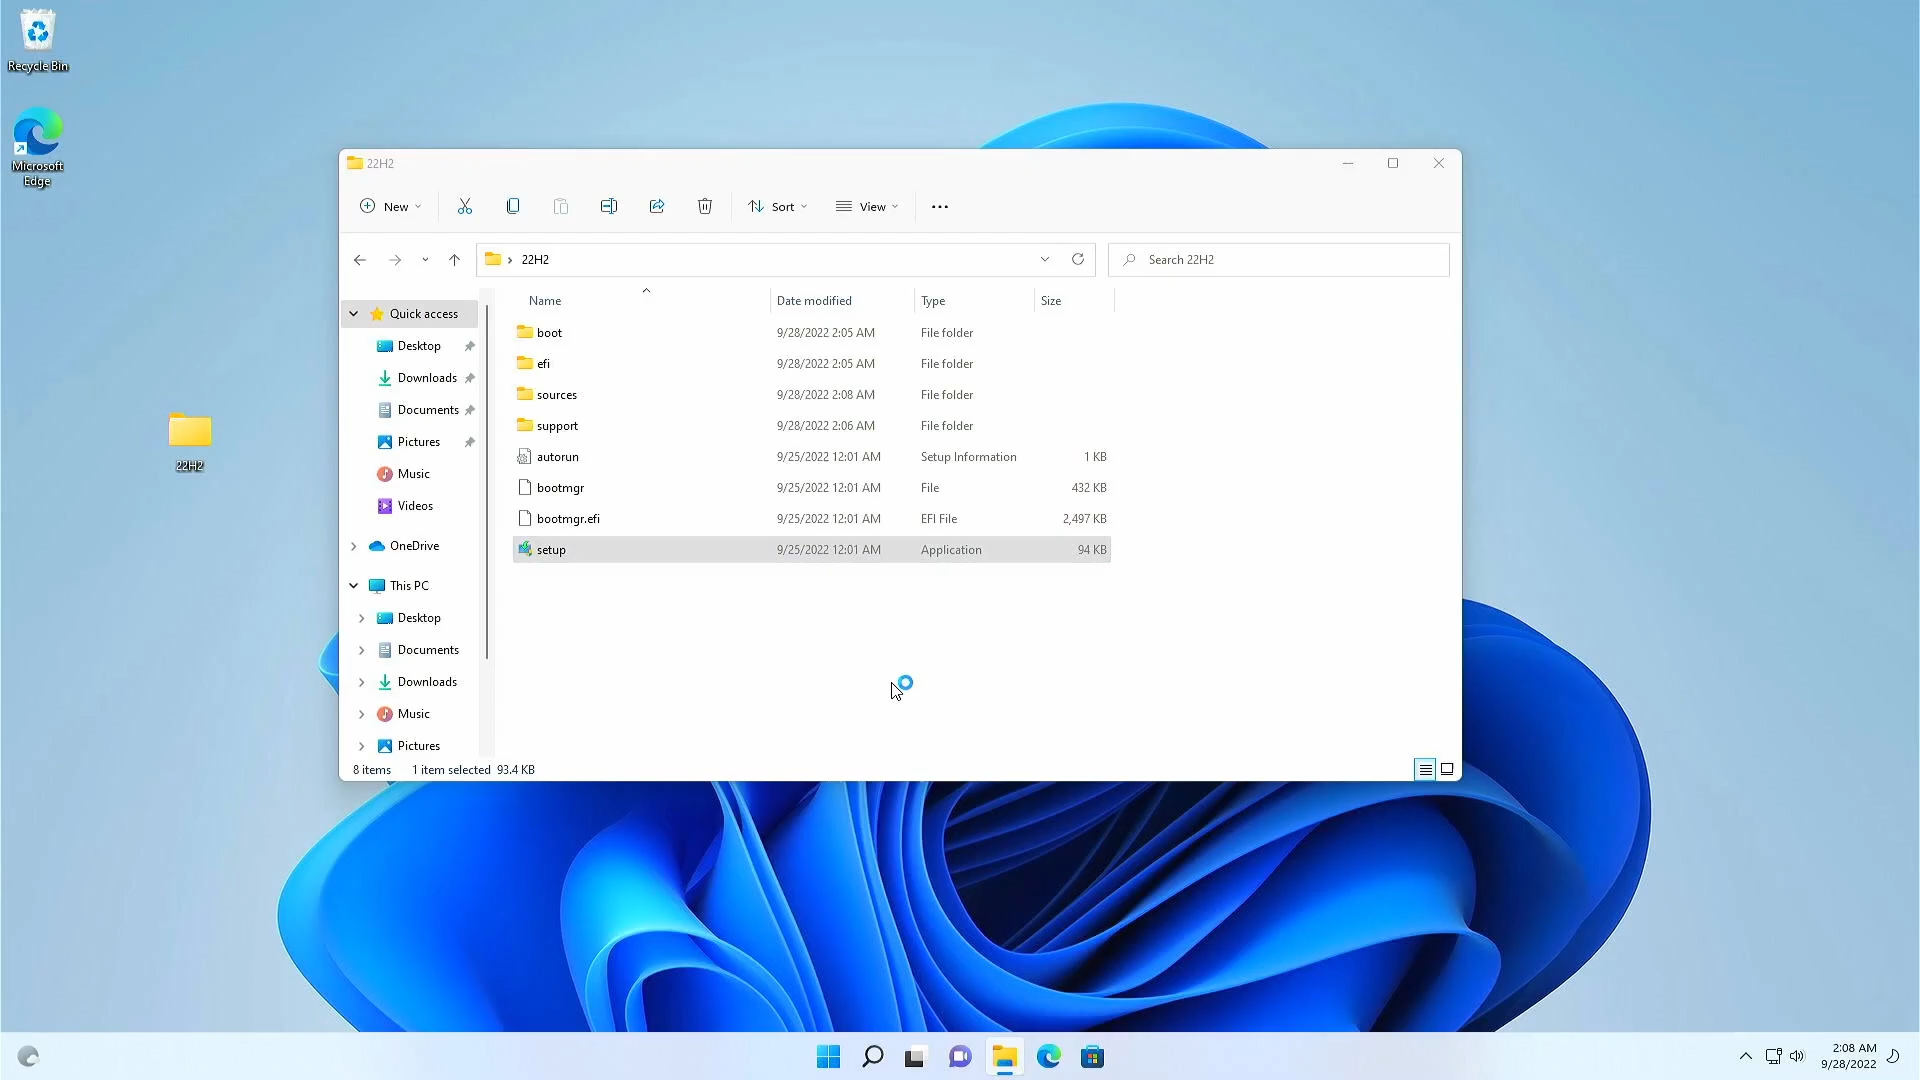 Recycle Bin
Microsoft
Edge
22H2
22H2
New
Sort
View
22H2
Search 22H2
Name Date modified Type Size
Quick access
Desktop
Downloads
Documents
Pictures
Music
Videos
OneDrive
This PC
Desktop
Documents
Downloads
Music
Pictures
boot 9/28/2022 2:05 AM File folder
efi 9/28/2022 2:05 AM File folder
sources 9/28/2022 2:08 AM File folder
support 9/28/2022 2:06 AM File folder
autorun 9/25/2022 12:01 AM Setup Information 1 KB
bootmgr 9/25/2022 12:01 AM File 432 KB
bootmgr.efi 9/25/2022 12:01 AM EFI File 2,497 KB
setup 9/25/2022 12:01 AM Application 94 KB
8 items 1 item selected 93.4 KB
2:08 AM
9/28/2022